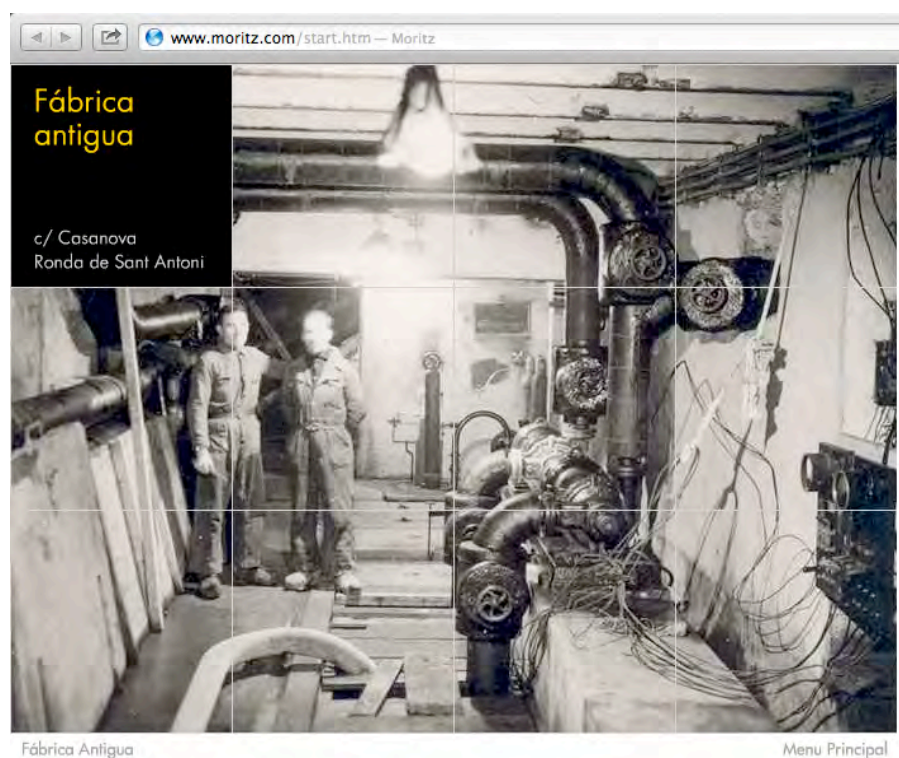 www.moritz.com/start.htm — Moritz
Fábrica
antigua
c/ Casanova
Ronda de Sant Antoni
Fábrica Antigua
Menu Principal